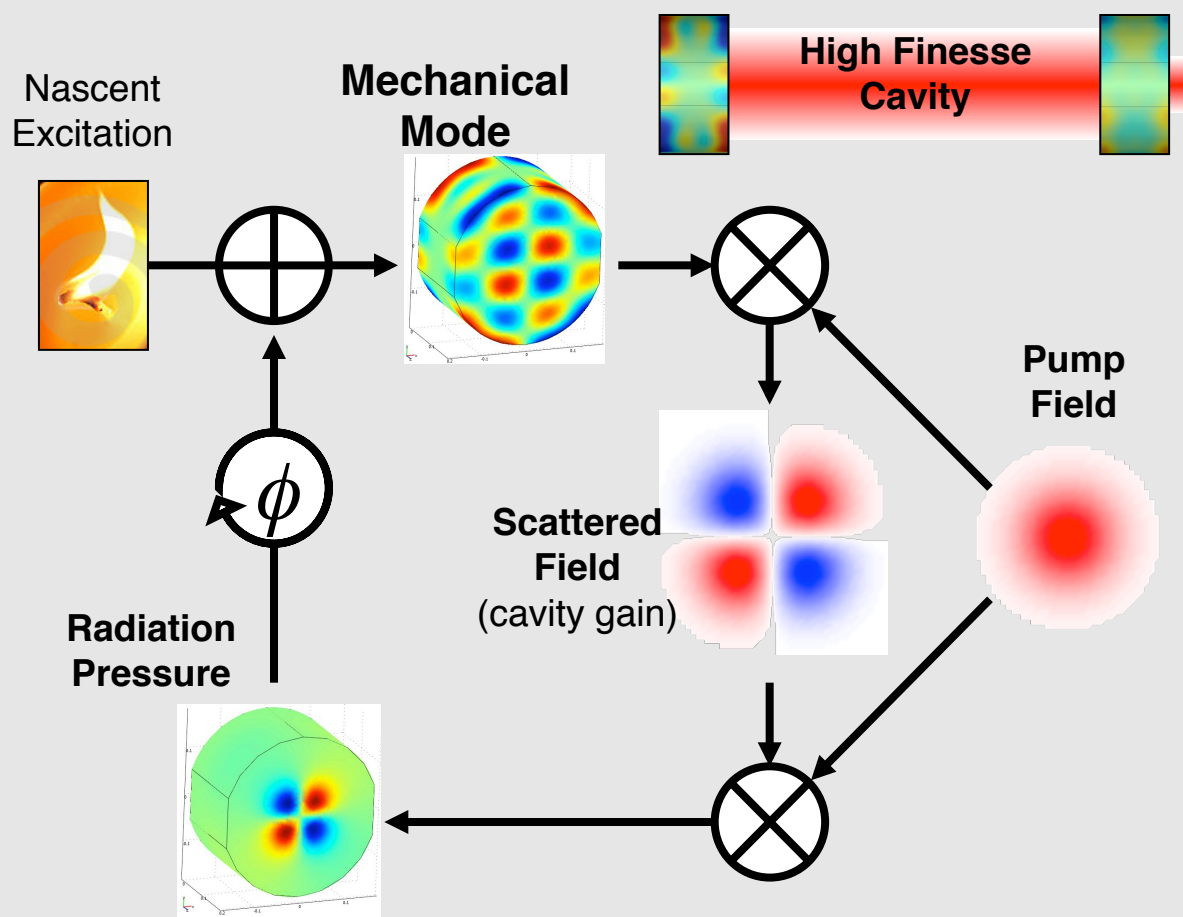 High Finesse
Cavity
Nascent
Excitation
Mechanical
Mode
Pump
Field
ϕ
Scattered
Field
(cavity gain)
Radiation
Pressure